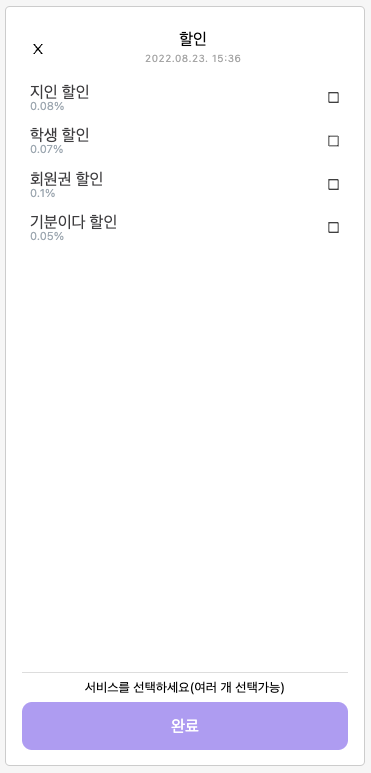 X
할인
2022.08.23. 15:36
지인 할인
0.08%
학생 할인
0.07%
회원권 할인
0.1%
기분이다 할인
0.05%
서비스를 선택하세요(여러 개 선택가능)
완료